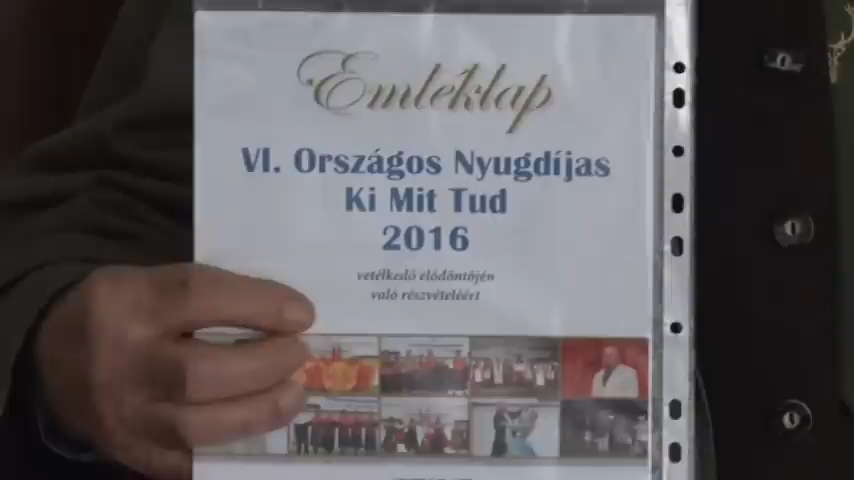 Emléklap
VI. Országos Nyugdíjas
Ki Mit Tud
2016
vetélkedő elődöntőjén
való részvételéért